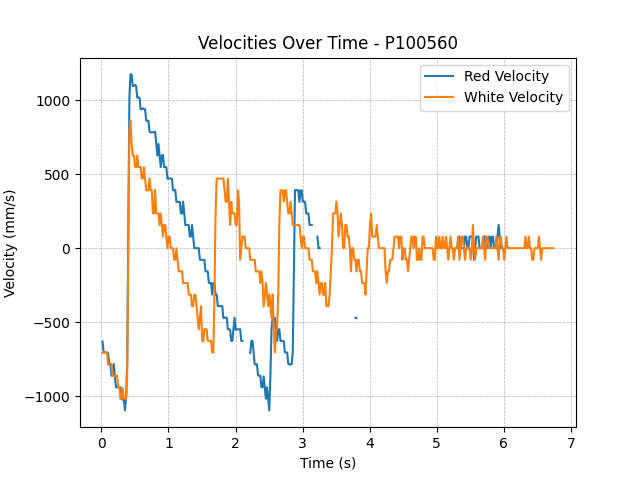 Velocities Over Time - P100560
Red Velocity
White Velocity
Velocity (mm/s)
1000
500
0
−500
−1000
0 1 2 3 4 5 6 7
Time (s)